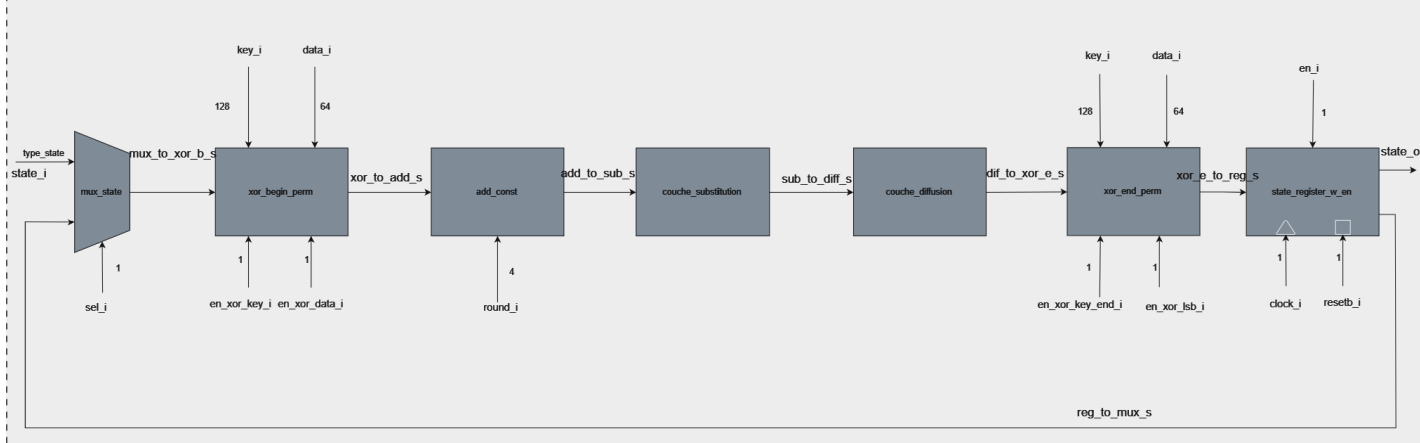 key_i
data_i
key_i
data_i
en_i
128
64
128
64
1
type_state
state_i
mux_to_xor_b_s
xor_to_add_s
add_to_sub_s
sub_to_diff_s
dif_to_xor_e_s
xor_e_to_reg_s
state_o
mux_state
xor_begin_perm
add_const
couche_substitution
couche_diffusion
xor_end_perm
state_register_w_en
1
1
1
4
1
1
1
1
sel_i
en_xor_key_i
en_xor_data_i
round_i
en_xor_key_end_i
en_xor_lsb_i
clock_i
resetb_i
reg_to_mux_s